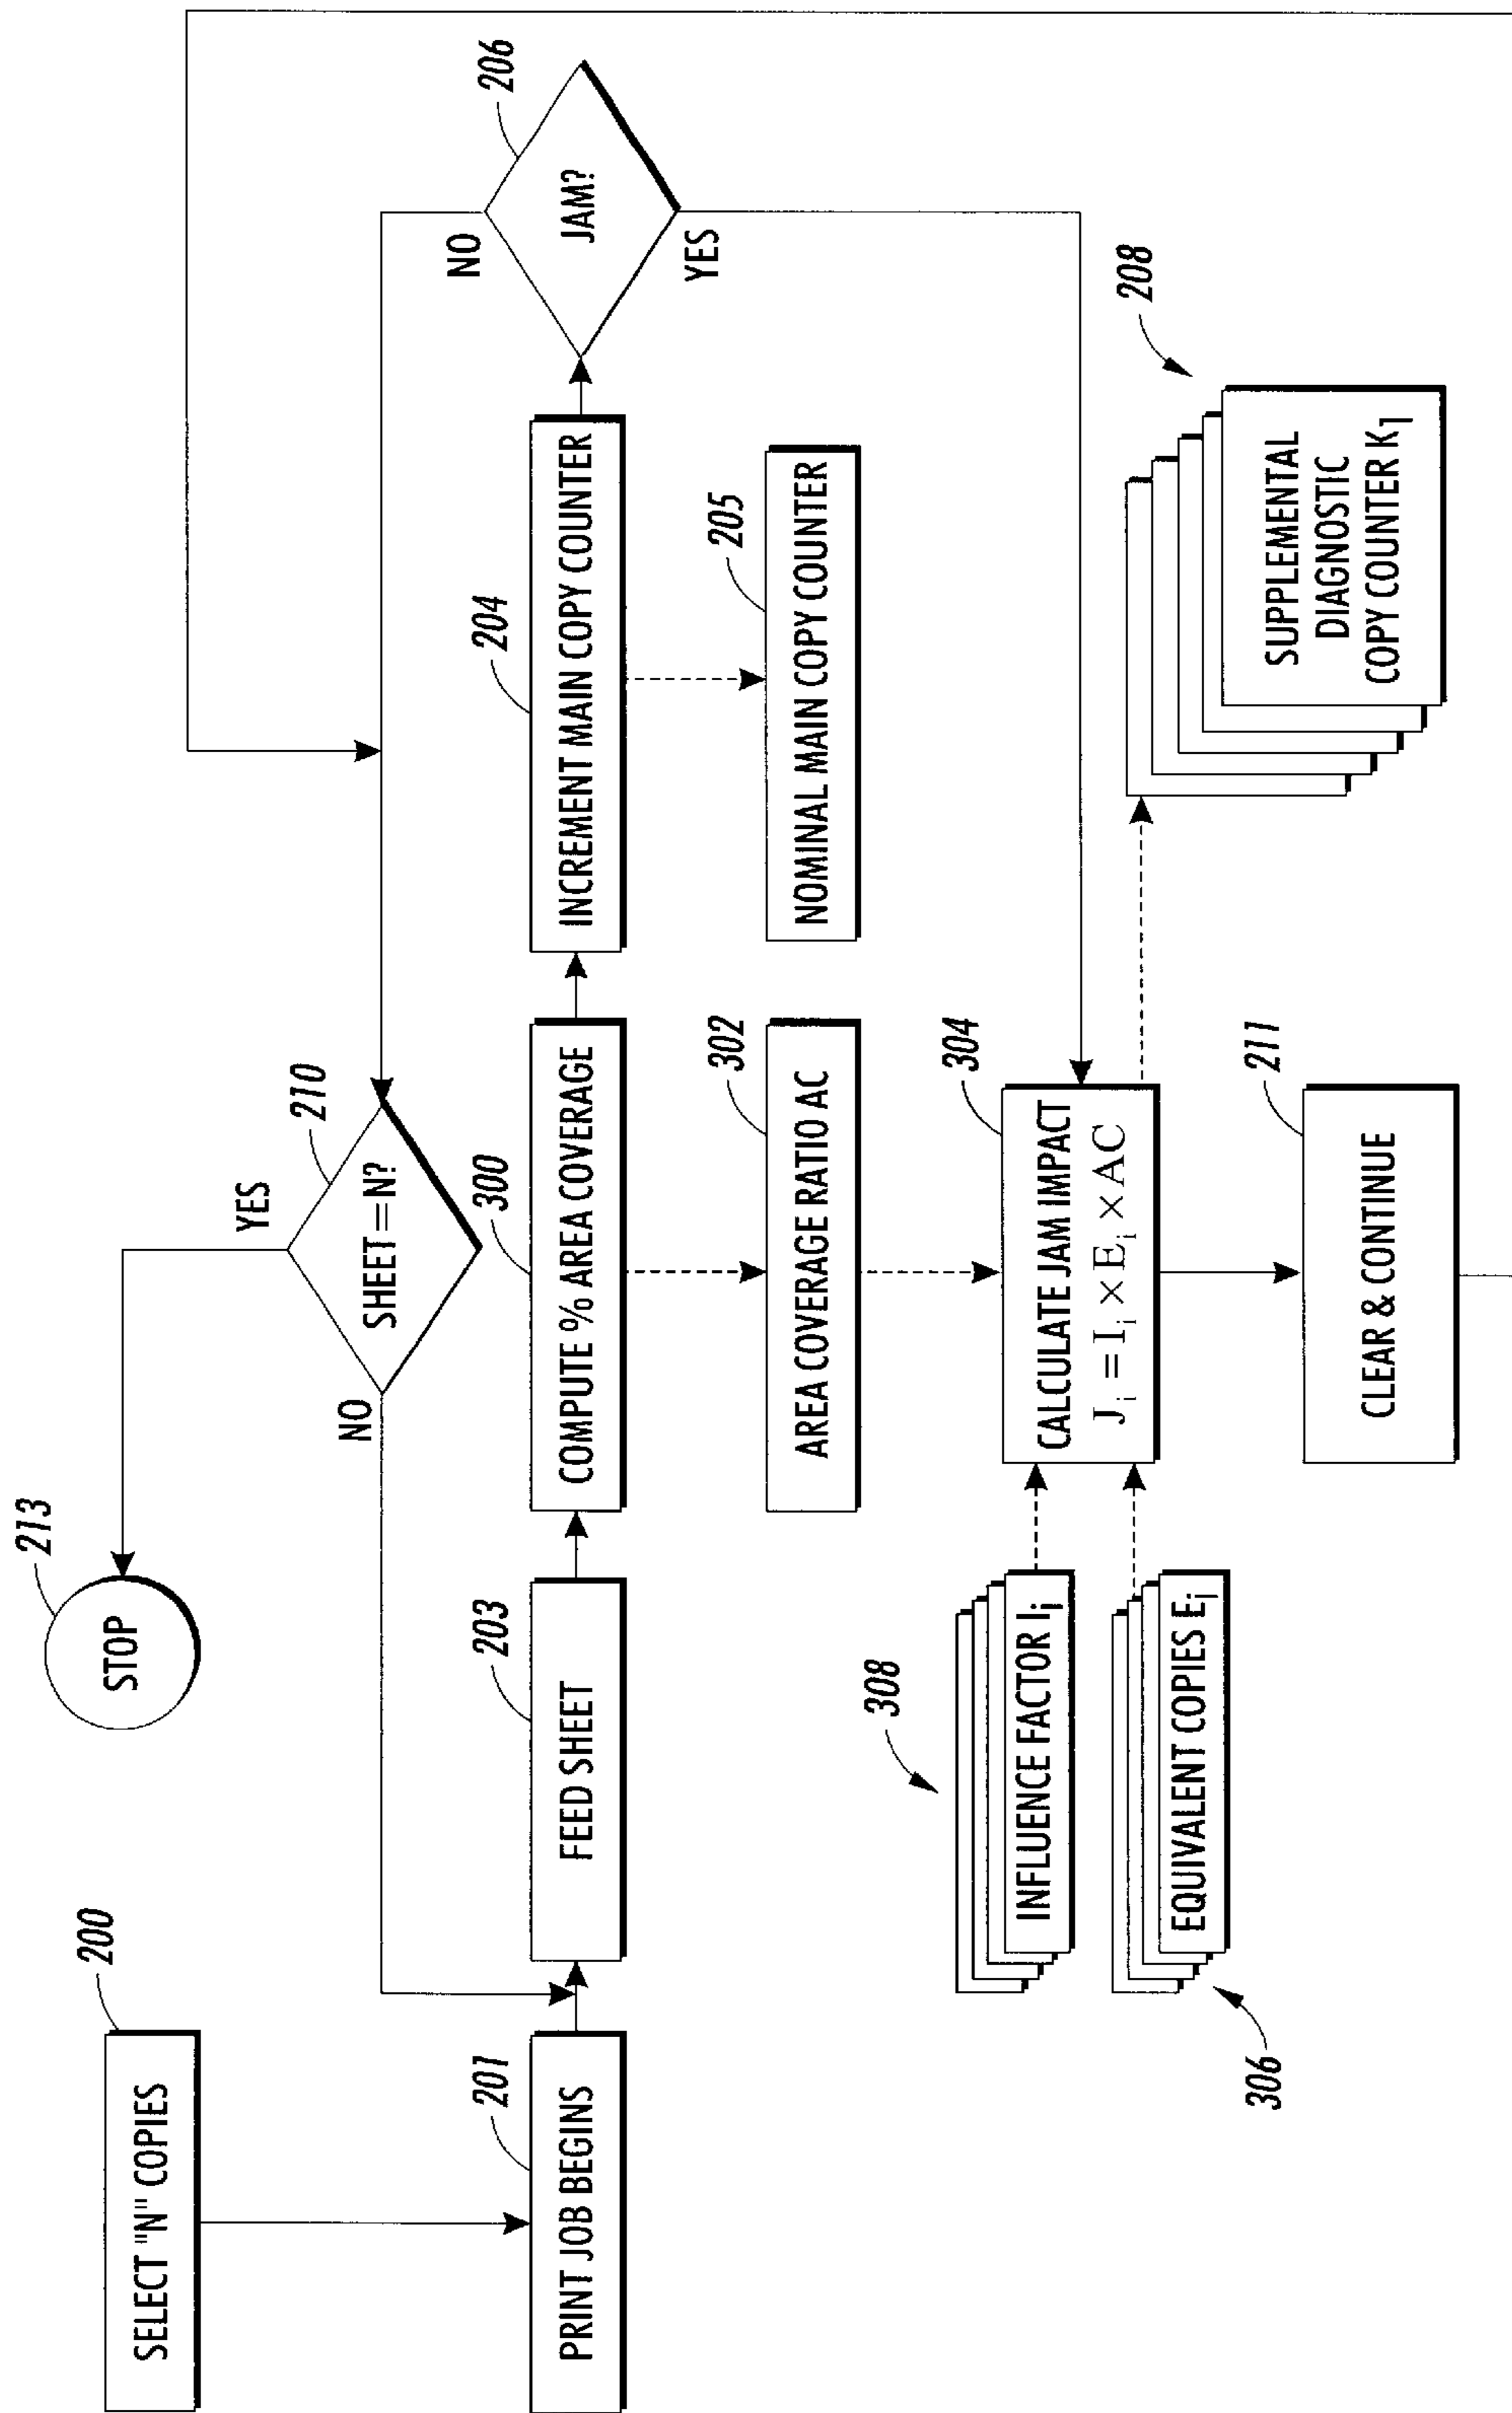 200
SELECT "N" COPIES
213
STOP
YES
210
SHEET=N?
NO
206
JAM?
NO
YES
201
PRINT JOB BEGINS
203
FEED SHEET
300
COMPUTE % AREA COVERAGE
204
INCREMENT MAIN COPY COUNTER
302
AREA COVERAGE RATIO AC
205
NOMINAL MAIN COPY COUNTER
308
INFLUENCE FACTOR Ii
306
EQUIVALENT COPIES Ei
304
CALCULATE JAM IMPACT
Ji = Ii × Ei × AC
208
SUPPLEMENTAL
DIAGNOSTIC
COPY COUNTER K1
211
CLEAR & CONTINUE